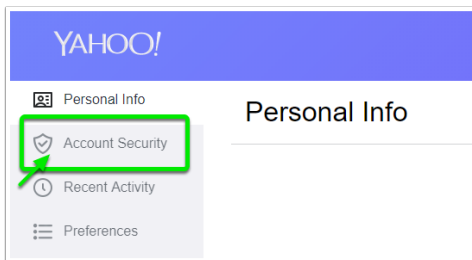 YAHOO!
Personal Info
Personal Info
Account Security
Recent Activity
Preferences